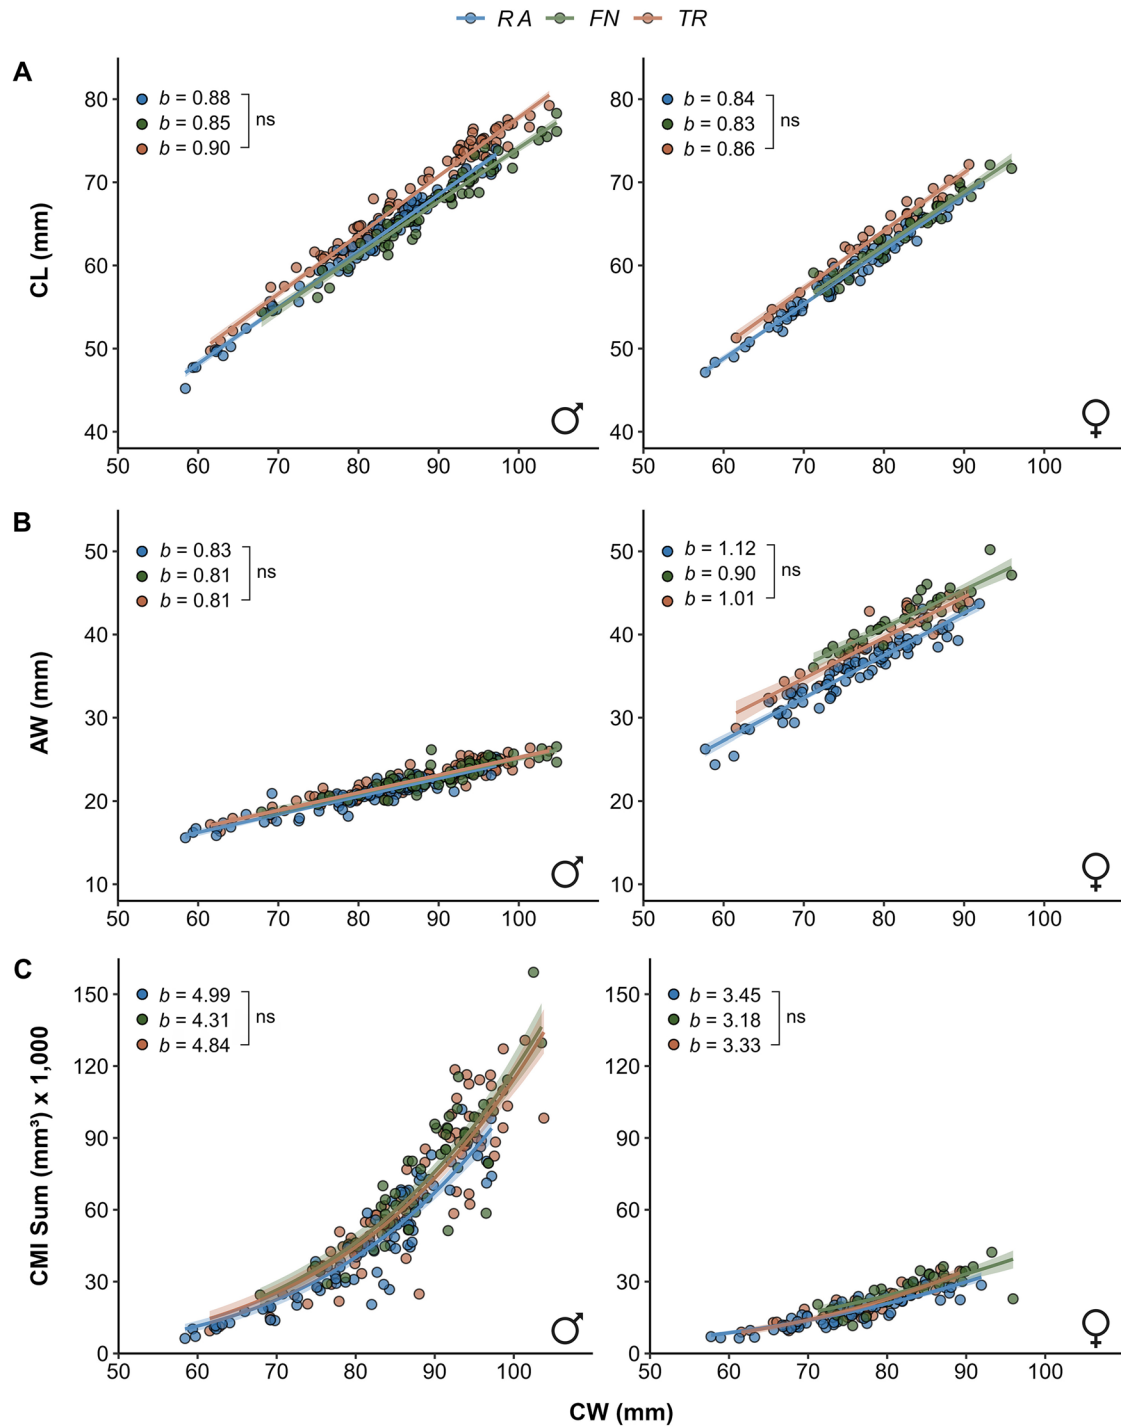 RA FN TR
A
CL (mm)
80
70
60
50
40
b = 0.88
b = 0.85
b = 0.90
ns
♂
50 60 70 80 90 100
b = 0.84
b = 0.83
b = 0.86
ns
♀
50 60 70 80 90 100
B
AW (mm)
50
40
30
20
10
b = 0.83
b = 0.81
b = 0.81
ns
♂
50 60 70 80 90 100
50
40
30
20
10
b = 1.12
b = 0.90
b = 1.01
ns
♀
50 60 70 80 90 100
C
CMI Sum (mm³) x 1,000
150
120
90
60
30
0
b = 4.99
b = 4.31
b = 4.84
ns
♂
50 60 70 80 90 100
150
120
90
60
30
0
b = 3.45
b = 3.18
b = 3.33
ns
♀
50 60 70 80 90 100
CW (mm)